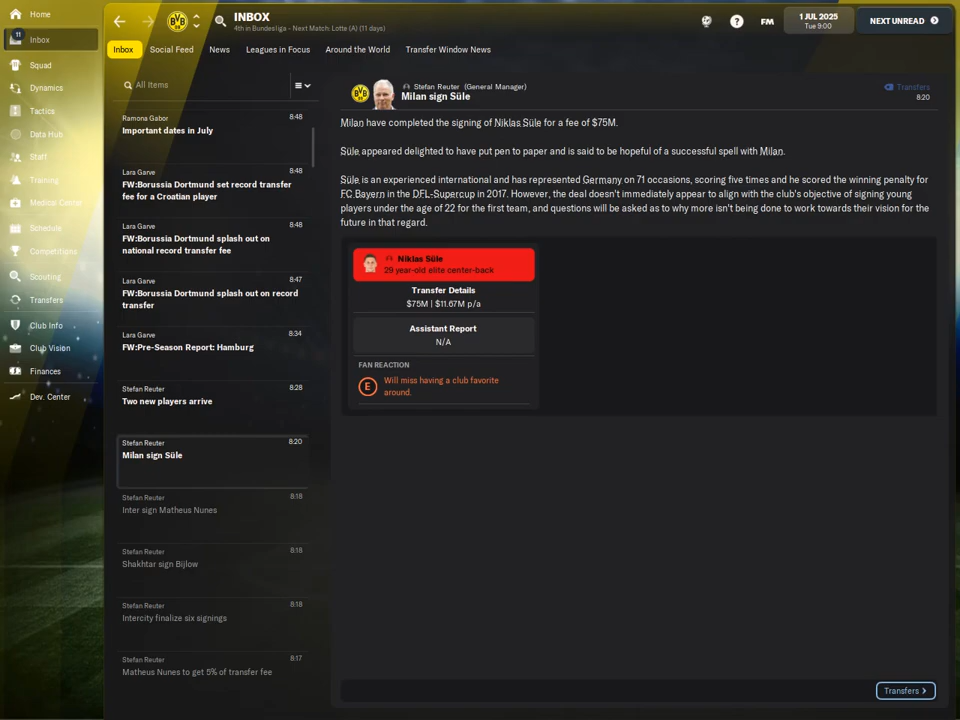 Home
11
Inbox
Squad
Dynamics
Tactics
Data Hub
Staff
Training
Medical Center
Schedule
Competitions
Scouting
Transfers
Club Info
Club Vision
Finances
Dev. Center
BVB
09
INBOX
4th in Bundesliga - Next Match: Lotte (A) (11 days)
?
FM
1 JUL 2025
Tue 9:00
NEXT UNREAD
Inbox
Social Feed
News
Leagues in Focus
Around the World
Transfer Window News
All Items
Ramona Gabor
8:48
Important dates in July
Lara Garve
8:48
FW:Borussia Dortmund set record transfer
fee for a Croatian player
Lara Garve
8:48
FW:Borussia Dortmund splash out on
national record transfer fee
Lara Garve
8:47
FW:Borussia Dortmund splash out on record
transfer
Lara Garve
8:34
FW:Pre-Season Report: Hamburg
Stefan Reuter
8:28
Two new players arrive
Stefan Reuter
8:20
Milan sign Süle
Stefan Reuter
8:18
Inter sign Matheus Nunes
Stefan Reuter
8:18
Shakhtar sign Bijlow
Stefan Reuter
8:18
Intercity finalize six signings
Stefan Reuter
8:17
Matheus Nunes to get 5% of transfer fee
BVB
09
Stefan Reuter (General Manager)
Milan sign Süle
Transfers
8:20
Milan have completed the signing of Niklas Süle for a fee of $75M.
Süle appeared delighted to have put pen to paper and is said to be hopeful of a successful spell with Milan.
Süle is an experienced international and has represented Germany on 71 occasions, scoring five times and he scored the winning penalty for
FC Bayern in the DFL-Supercup in 2017. However, the deal doesn't immediately appear to align with the club's objective of signing young
players under the age of 22 for the first team, and questions will be asked as to why more isn't being done to work towards their vision for the
future in that regard.
Niklas Süle
29 year-old elite center-back
Transfer Details
$75M | $11.67M p/a
Assistant Report
N/A
FAN REACTION
E
Will miss having a club favorite
around.
Transfers